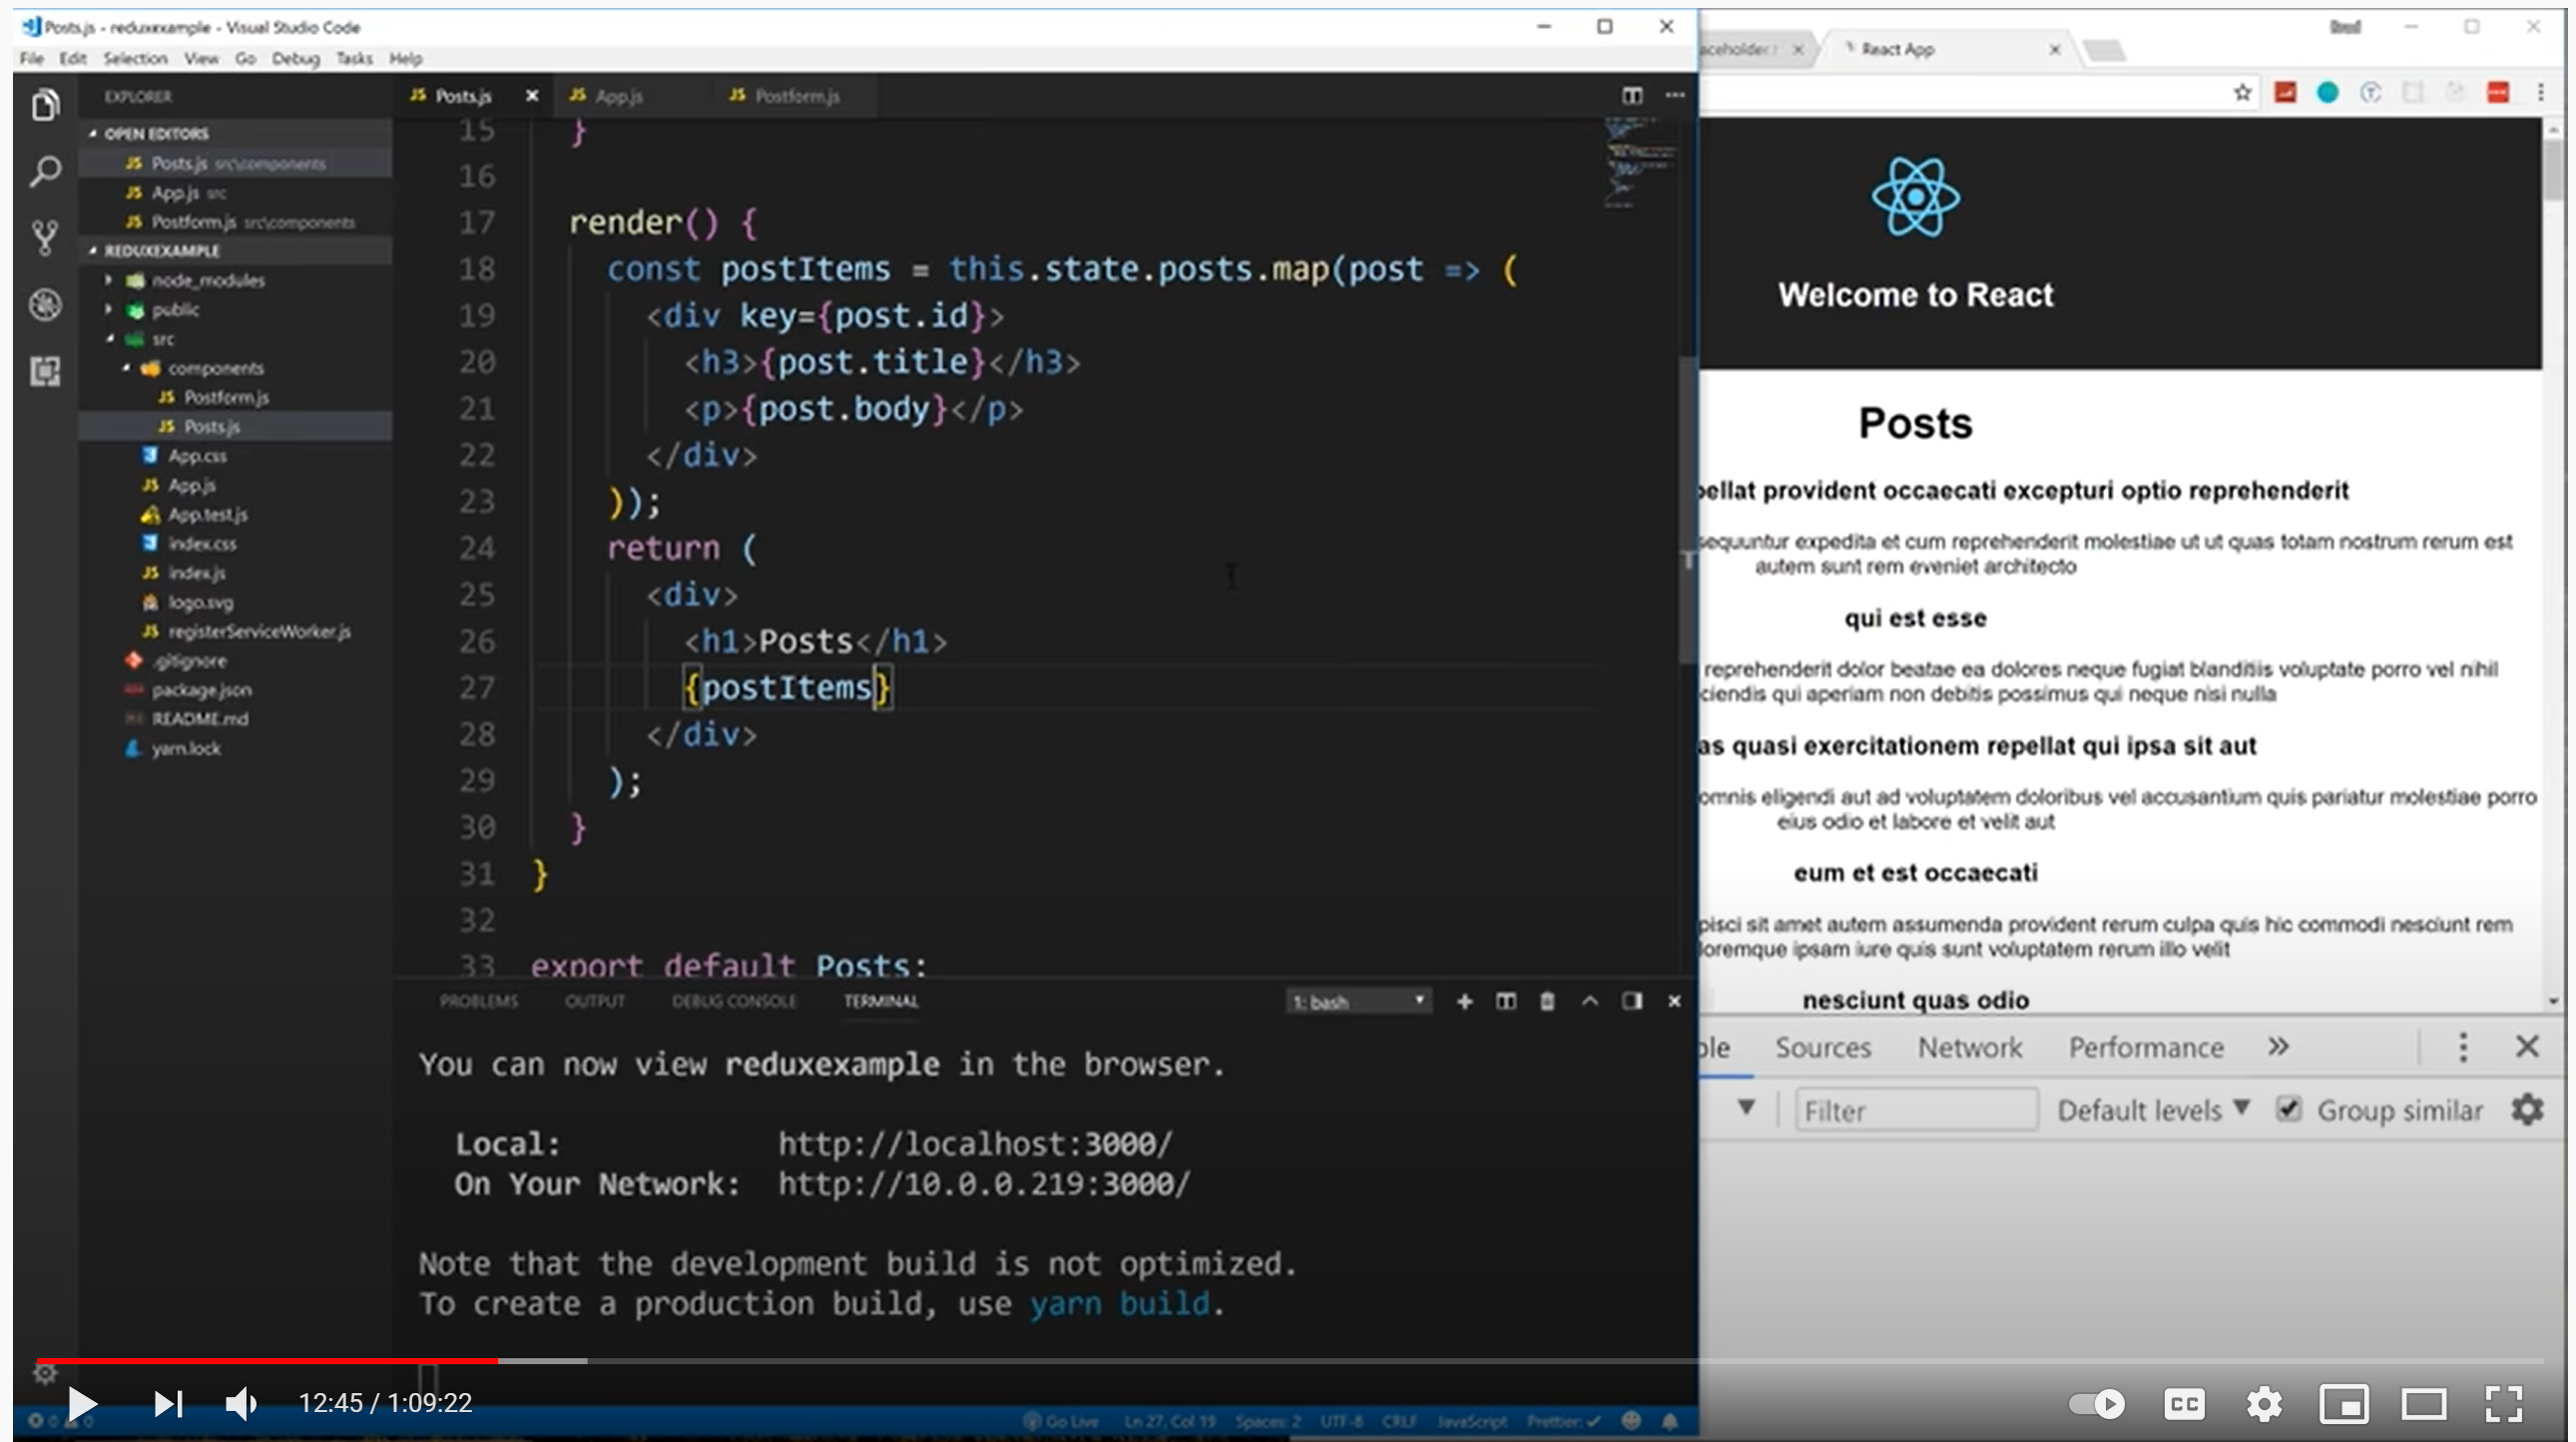 Posts.js - reduxexample - Visual Studio Code
File Edit Selection View Go Debug Tasks Help
EXPLORER
OPEN EDITORS
JS Posts.js src\components
JS App.js src
JS Postform.js src\components
REDUXEXAMPLE
node_modules
public
src
components
JS Postform.js
JS Posts.js
App.css
JS App.js
App.test.js
index.css
JS index.js
logo.svg
JS registerServiceWorker.js
.gitignore
package.json
README.md
yarn.lock
JS Posts.js JS App.js JS Postform.js
15 }
16
17 render() {
18 const postItems = this.state.posts.map(post => (
19 <div key={post.id}>
20 <h3>{post.title}</h3>
21 <p>{post.body}</p>
22 </div>
23 ));
24 return (
25 <div>
26 <h1>Posts</h1>
27 {postItems}
28 </div>
29 );
30 }
31 }
32
33 export default Posts;
PROBLEMS OUTPUT DEBUG CONSOLE TERMINAL 1: bash
You can now view reduxexample in the browser.
Local: http://localhost:3000/
On Your Network: http://10.0.0.219:3000/
Note that the development build is not optimized.
To create a production build, use yarn build.
0 0
Go Live Ln 27, Col 19 Spaces: 2 UTF-8 CRLF JavaScript Prettier: ✓
aceholder. React App Brad
Welcome to React
Posts
pellat provident occaecati excepturi optio reprehenderit
sequuntur expedita et cum reprehenderit molestiae ut ut quas totam nostrum rerum est
autem sunt rem eveniet architecto
qui est esse
reprehenderit dolor beatae ea dolores neque fugiat blanditiis voluptate porro vel nihil
ciendis qui aperiam non debitis possimus qui neque nisi nulla
as quasi exercitationem repellat qui ipsa sit aut
omnis eligendi aut ad voluptatem doloribus vel accusantium quis pariatur molestiae porro
eius odio et labore et velit aut
eum et est occaecati
pisci sit amet autem assumenda provident rerum culpa quis hic commodi nesciunt rem
loremque ipsam iure quis sunt voluptatem rerum illo velit
nesciunt quas odio
ole Sources Network Performance »
Filter Default levels Group similar
12:45 / 1:09:22
CC